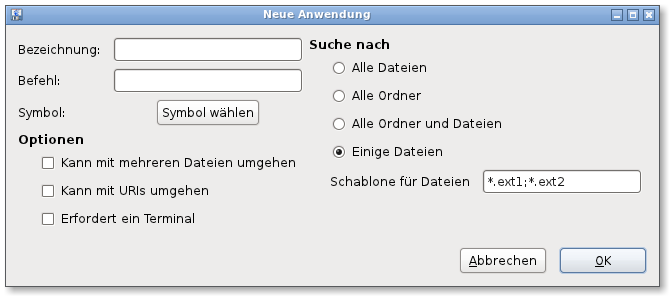 Neue Anwendung
Bezeichnung:
Befehl:
Symbol:
Symbol wählen
Optionen
Kann mit mehreren Dateien umgehen
Kann mit URIs umgehen
Erfordert ein Terminal
Suche nach
Alle Dateien
Alle Ordner
Alle Ordner und Dateien
Einige Dateien
Schablone für Dateien
*.ext1;*.ext2
Abbrechen
OK